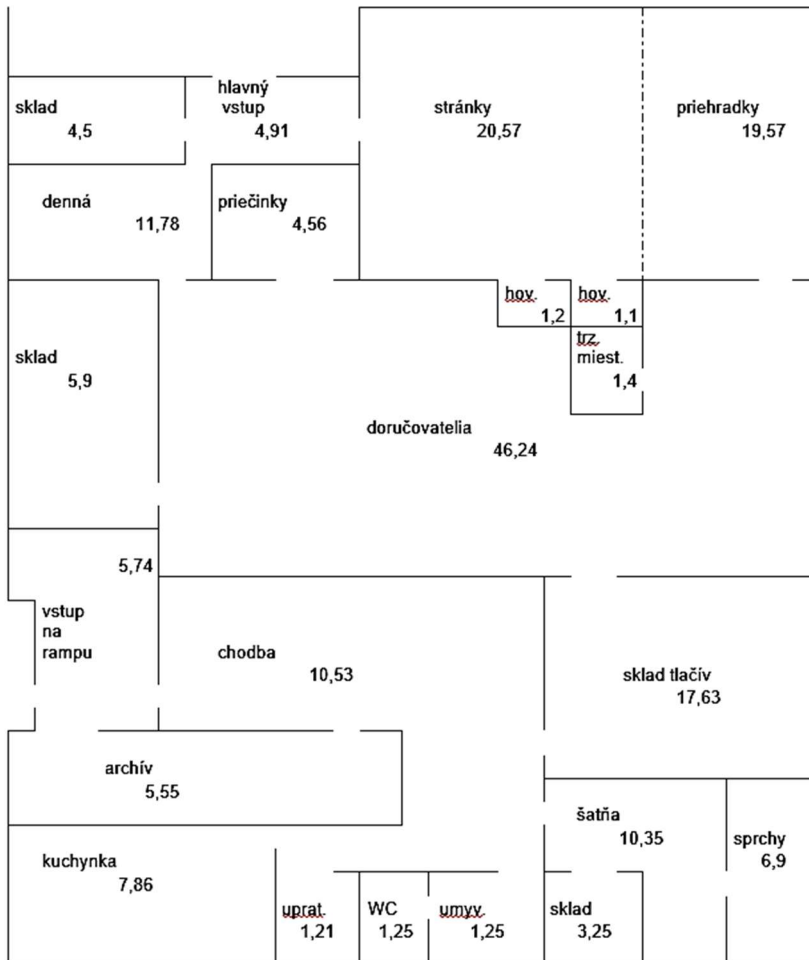 hlavný
sklad
vstup
stránky
priehradky
4,5
4,91
20,57
19,57
denná
priečinky
11,78
4,56
hov.
hov.
1,2
1,1
trz.
miest.
1,4
sklad
5,9
doručovatelia
46,24
5,74
vstup
na
rampu
chodba
10,53
sklad tlačív
17,63
archív
5,55
šatňa
10,35
sprchy
6,9
kuchynka
7,86
uprat.
WC
umyv.
sklad
1,21
1,25
1,25
3,25